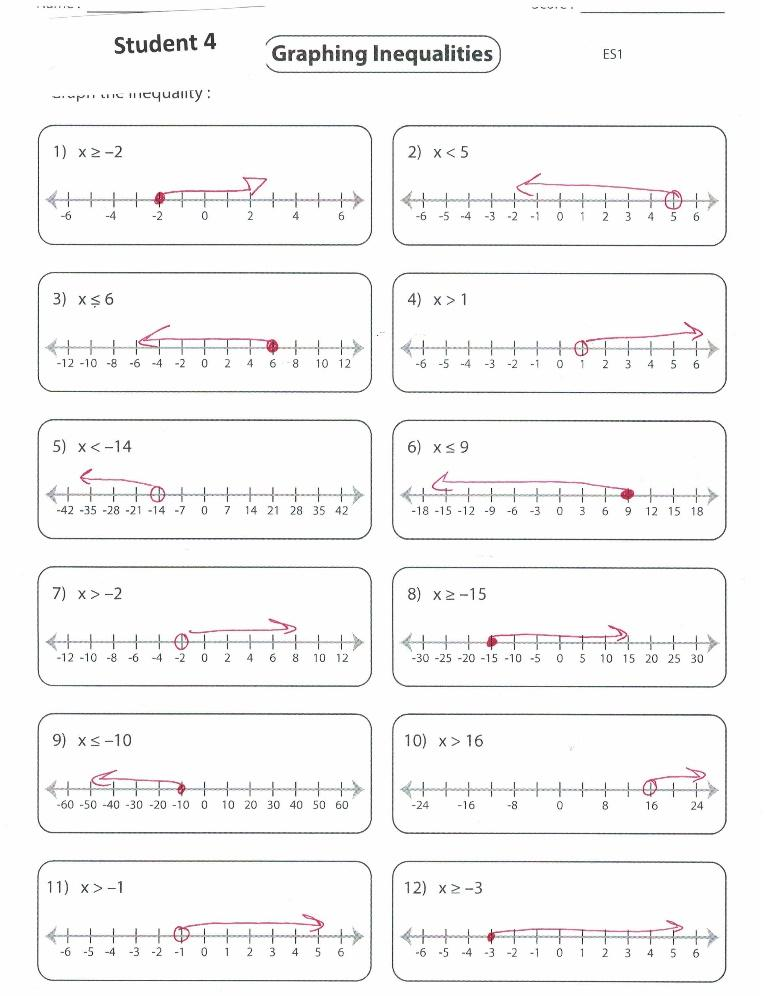 Student 4
Graphing Inequalities
ES1
inequality :
1) x ≥ –2
-6 -4 -2 0 2 4 6
2) x < 5
-6 -5 -4 -3 -2 -1 0 1 2 3 4 5 6
3) x ≤ 6
-12 -10 -8 -6 -4 -2 0 2 4 6 8 10 12
4) x > 1
-6 -5 -4 -3 -2 -1 0 1 2 3 4 5 6
5) x < –14
-42 -35 -28 -21 -14 -7 0 7 14 21 28 35 42
6) x ≤ 9
-18 -15 -12 -9 -6 -3 0 3 6 9 12 15 18
7) x > –2
-12 -10 -8 -6 -4 -2 0 2 4 6 8 10 12
8) x ≥ –15
-30 -25 -20 -15 -10 -5 0 5 10 15 20 25 30
9) x ≤ –10
-60 -50 -40 -30 -20 -10 0 10 20 30 40 50 60
10) x > 16
-24 -16 -8 0 8 16 24
11) x > –1
-6 -5 -4 -3 -2 -1 0 1 2 3 4 5 6
12) x ≥ –3
-6 -5 -4 -3 -2 -1 0 1 2 3 4 5 6